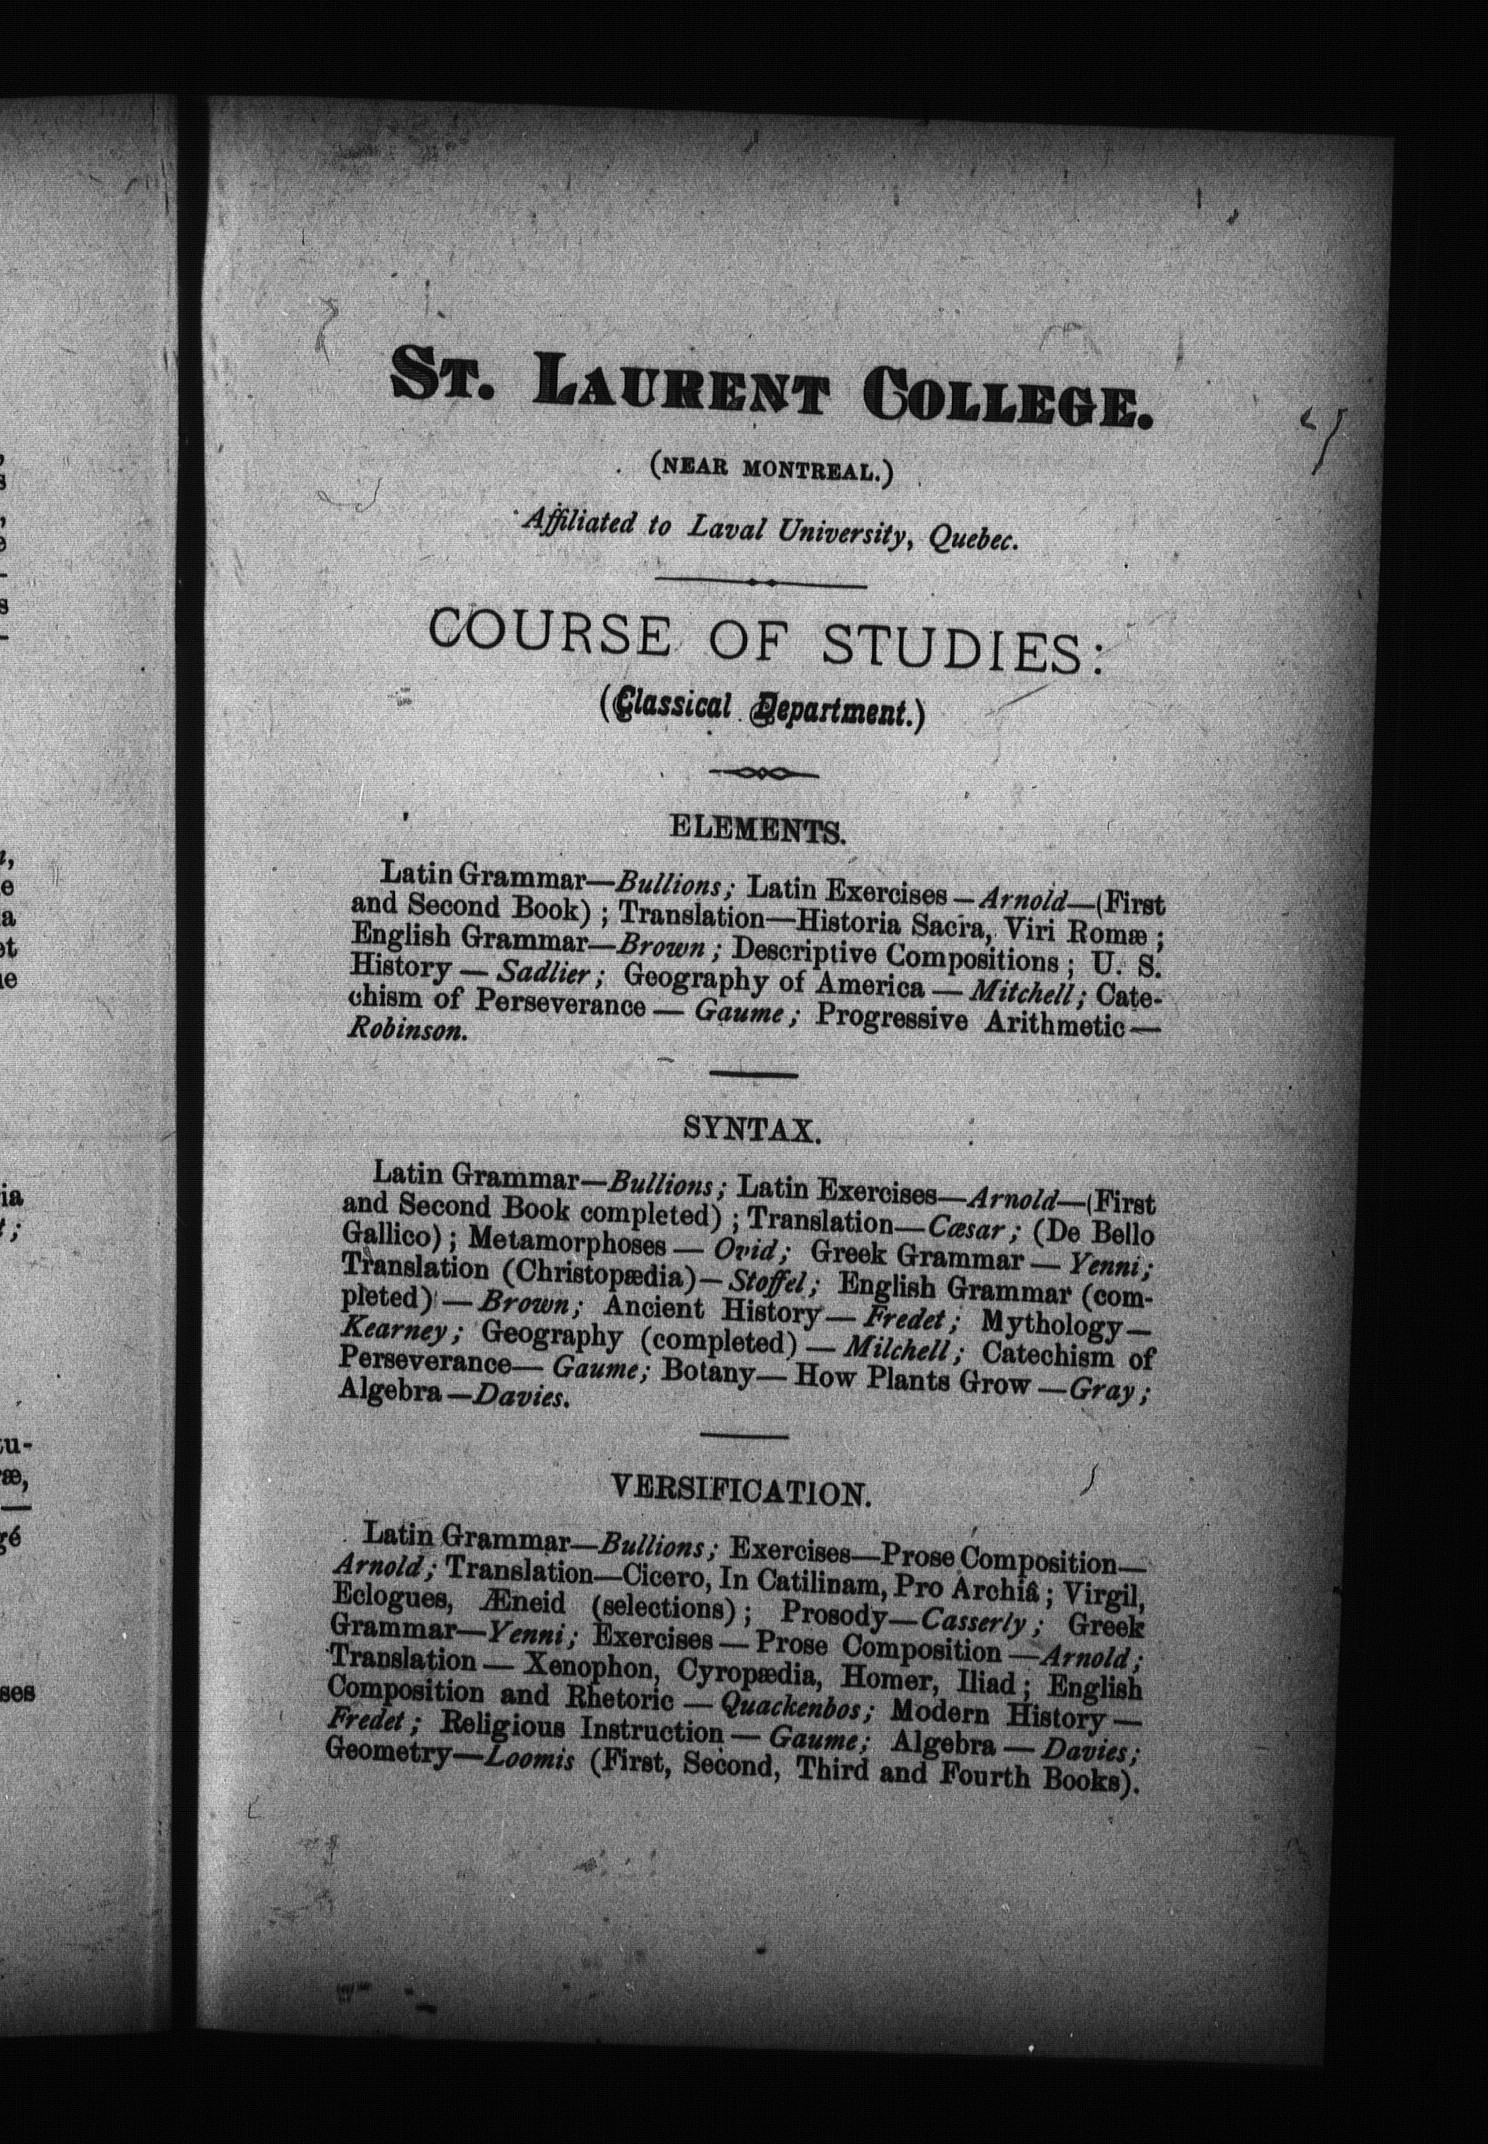 St. Laurent College.
(NEAR MONTREAL.)
Affiliated to Laval University, Quebec.
COURSE OF STUDIES:
(Classical Department.)
ELEMENTS.
Latin Grammar—Bullions; Latin Exercises—Arnold—(First
and Second Book); Translation—Historia Sacra, Viri Romæ;
English Grammar—Brown; Descriptive Compositions; U. S.
History—Sadlier; Geography of America—Mitchell; Cate-
chism of Perseverance—Gaume; Progressive Arithmetic—
Robinson.
SYNTAX.
Latin Grammar—Bullions; Latin Exercises—Arnold—(First
and Second Book completed); Translation—Cæsar; (De Bello
Gallico); Metamorphoses—Ovid; Greek Grammar—Yenni;
Translation (Christopædia)—Stoffel; English Grammar (com-
pleted)—Brown; Ancient History—Fredet; Mythology—
Kearney; Geography (completed)—Milchell; Catechism of
Perseverance—Gaume; Botany—How Plants Grow—Gray;
Algebra—Davies.
VERSIFICATION.
Latin Grammar—Bullions; Exercises—Prose Composition—
Arnold; Translation—Cicero, In Catilinam, Pro Archiâ; Virgil,
Eclogues, Æneid (selections); Prosody—Casserly; Greek
Grammar—Yenni; Exercises—Prose Composition—Arnold;
Translation—Xenophon, Cyropædia, Homer, Iliad; English
Composition and Rhetoric—Quackenbos; Modern History—
Fredet; Religious Instruction—Gaume; Algebra—Davies;
Geometry—Loomis (First, Second, Third and Fourth Books).